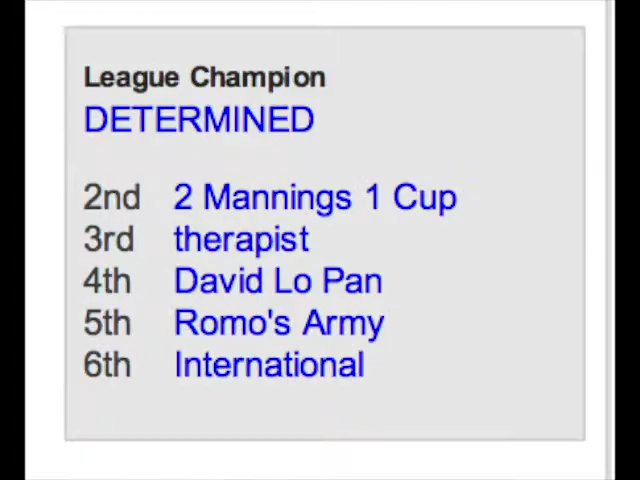 League Champion
DETERMINED
2nd 2 Mannings 1 Cup
3rd therapist
4th David Lo Pan
5th Romo's Army
6th International